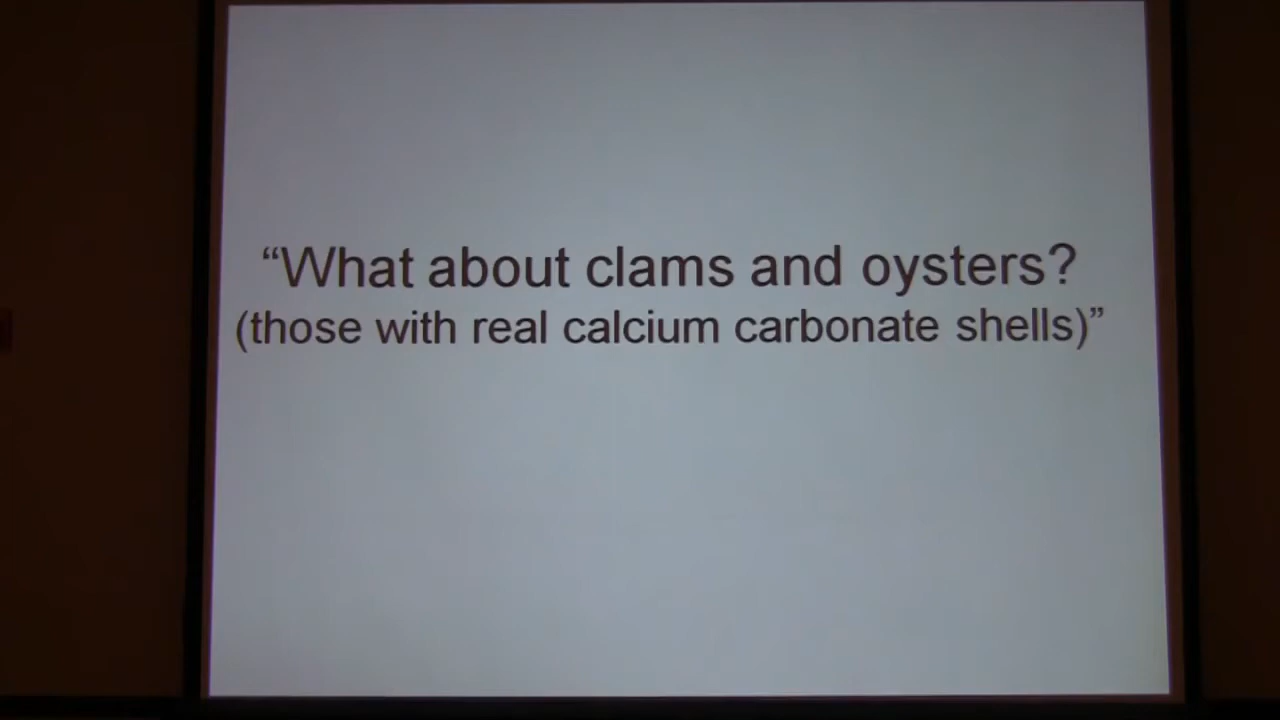 “What about clams and oysters?
(those with real calcium carbonate shells)”